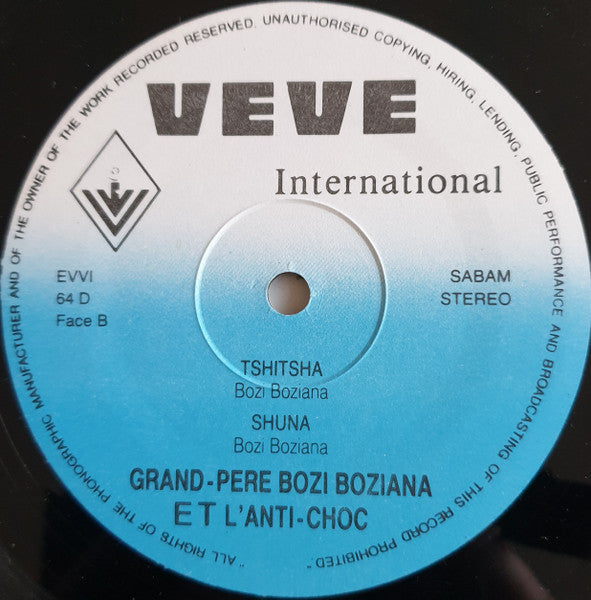 "ALL RIGHTS OF THE PHONOGRAPHIC MANUFACTURER AND OF THE OWNER OF THE WORK RECORDED RESERVED. UNAUTHORISED COPYING, HIRING, LENDING, PUBLIC PERFORMANCE AND BROADCASTING OF THIS RECORD PROHIBITED."
VEVE
International
EVVI
64 D
Face B
SABAM
STEREO
TSHITSHA
Bozi Boziana
SHUNA
Bozi Boziana
GRAND-PERE BOZI BOZIANA
ET L'ANTI-CHOC